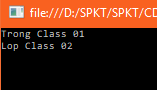 file:///D:/SPKT/SPKT/CD
Trong Class 01
Lop Class 02